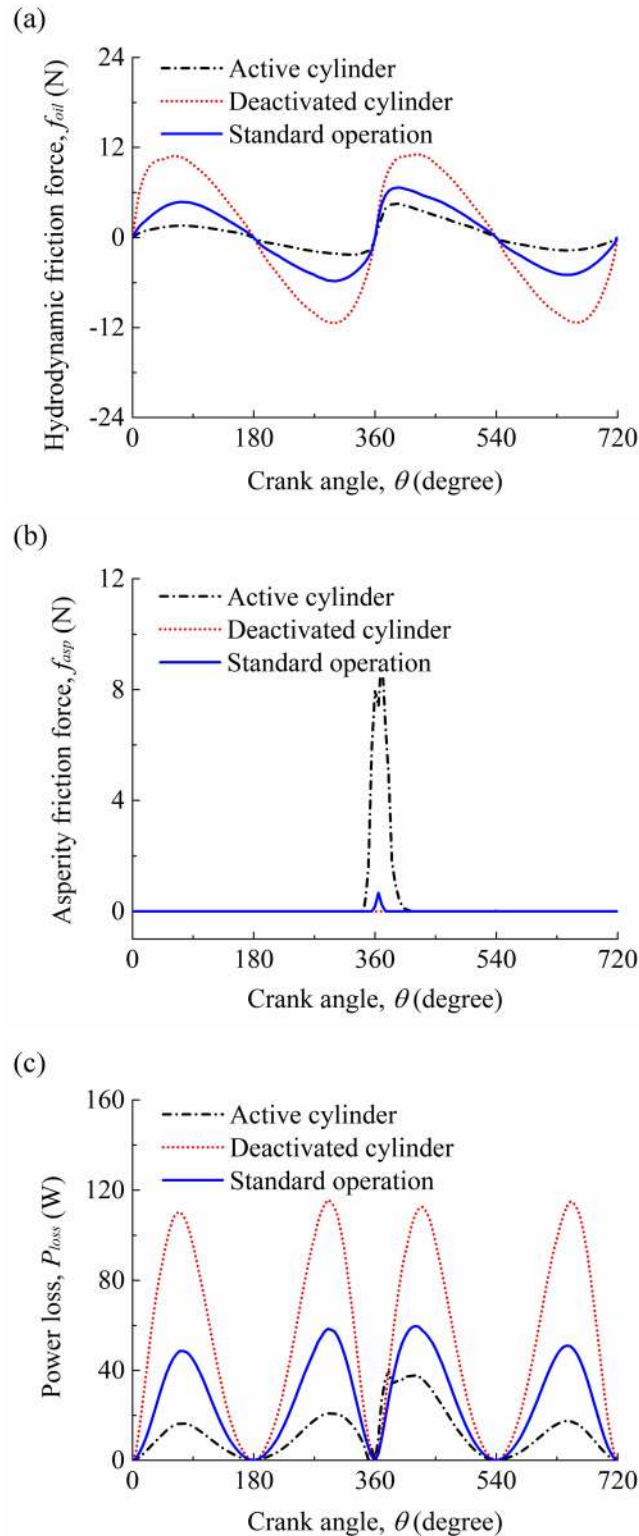 (a)
Hydrodynamic friction force, f_oil (N)
24
12
0
-12
-24
Active cylinder
Deactivated cylinder
Standard operation
0 180 360 540 720
Crank angle, θ (degree)
(b)
Asperity friction force, f_asp (N)
12
8
4
0
Active cylinder
Deactivated cylinder
Standard operation
0 180 360 540 720
Crank angle, θ (degree)
(c)
Power loss, P_loss (W)
160
120
80
40
0
Active cylinder
Deactivated cylinder
Standard operation
0 180 360 540 720
Crank angle, θ (degree)